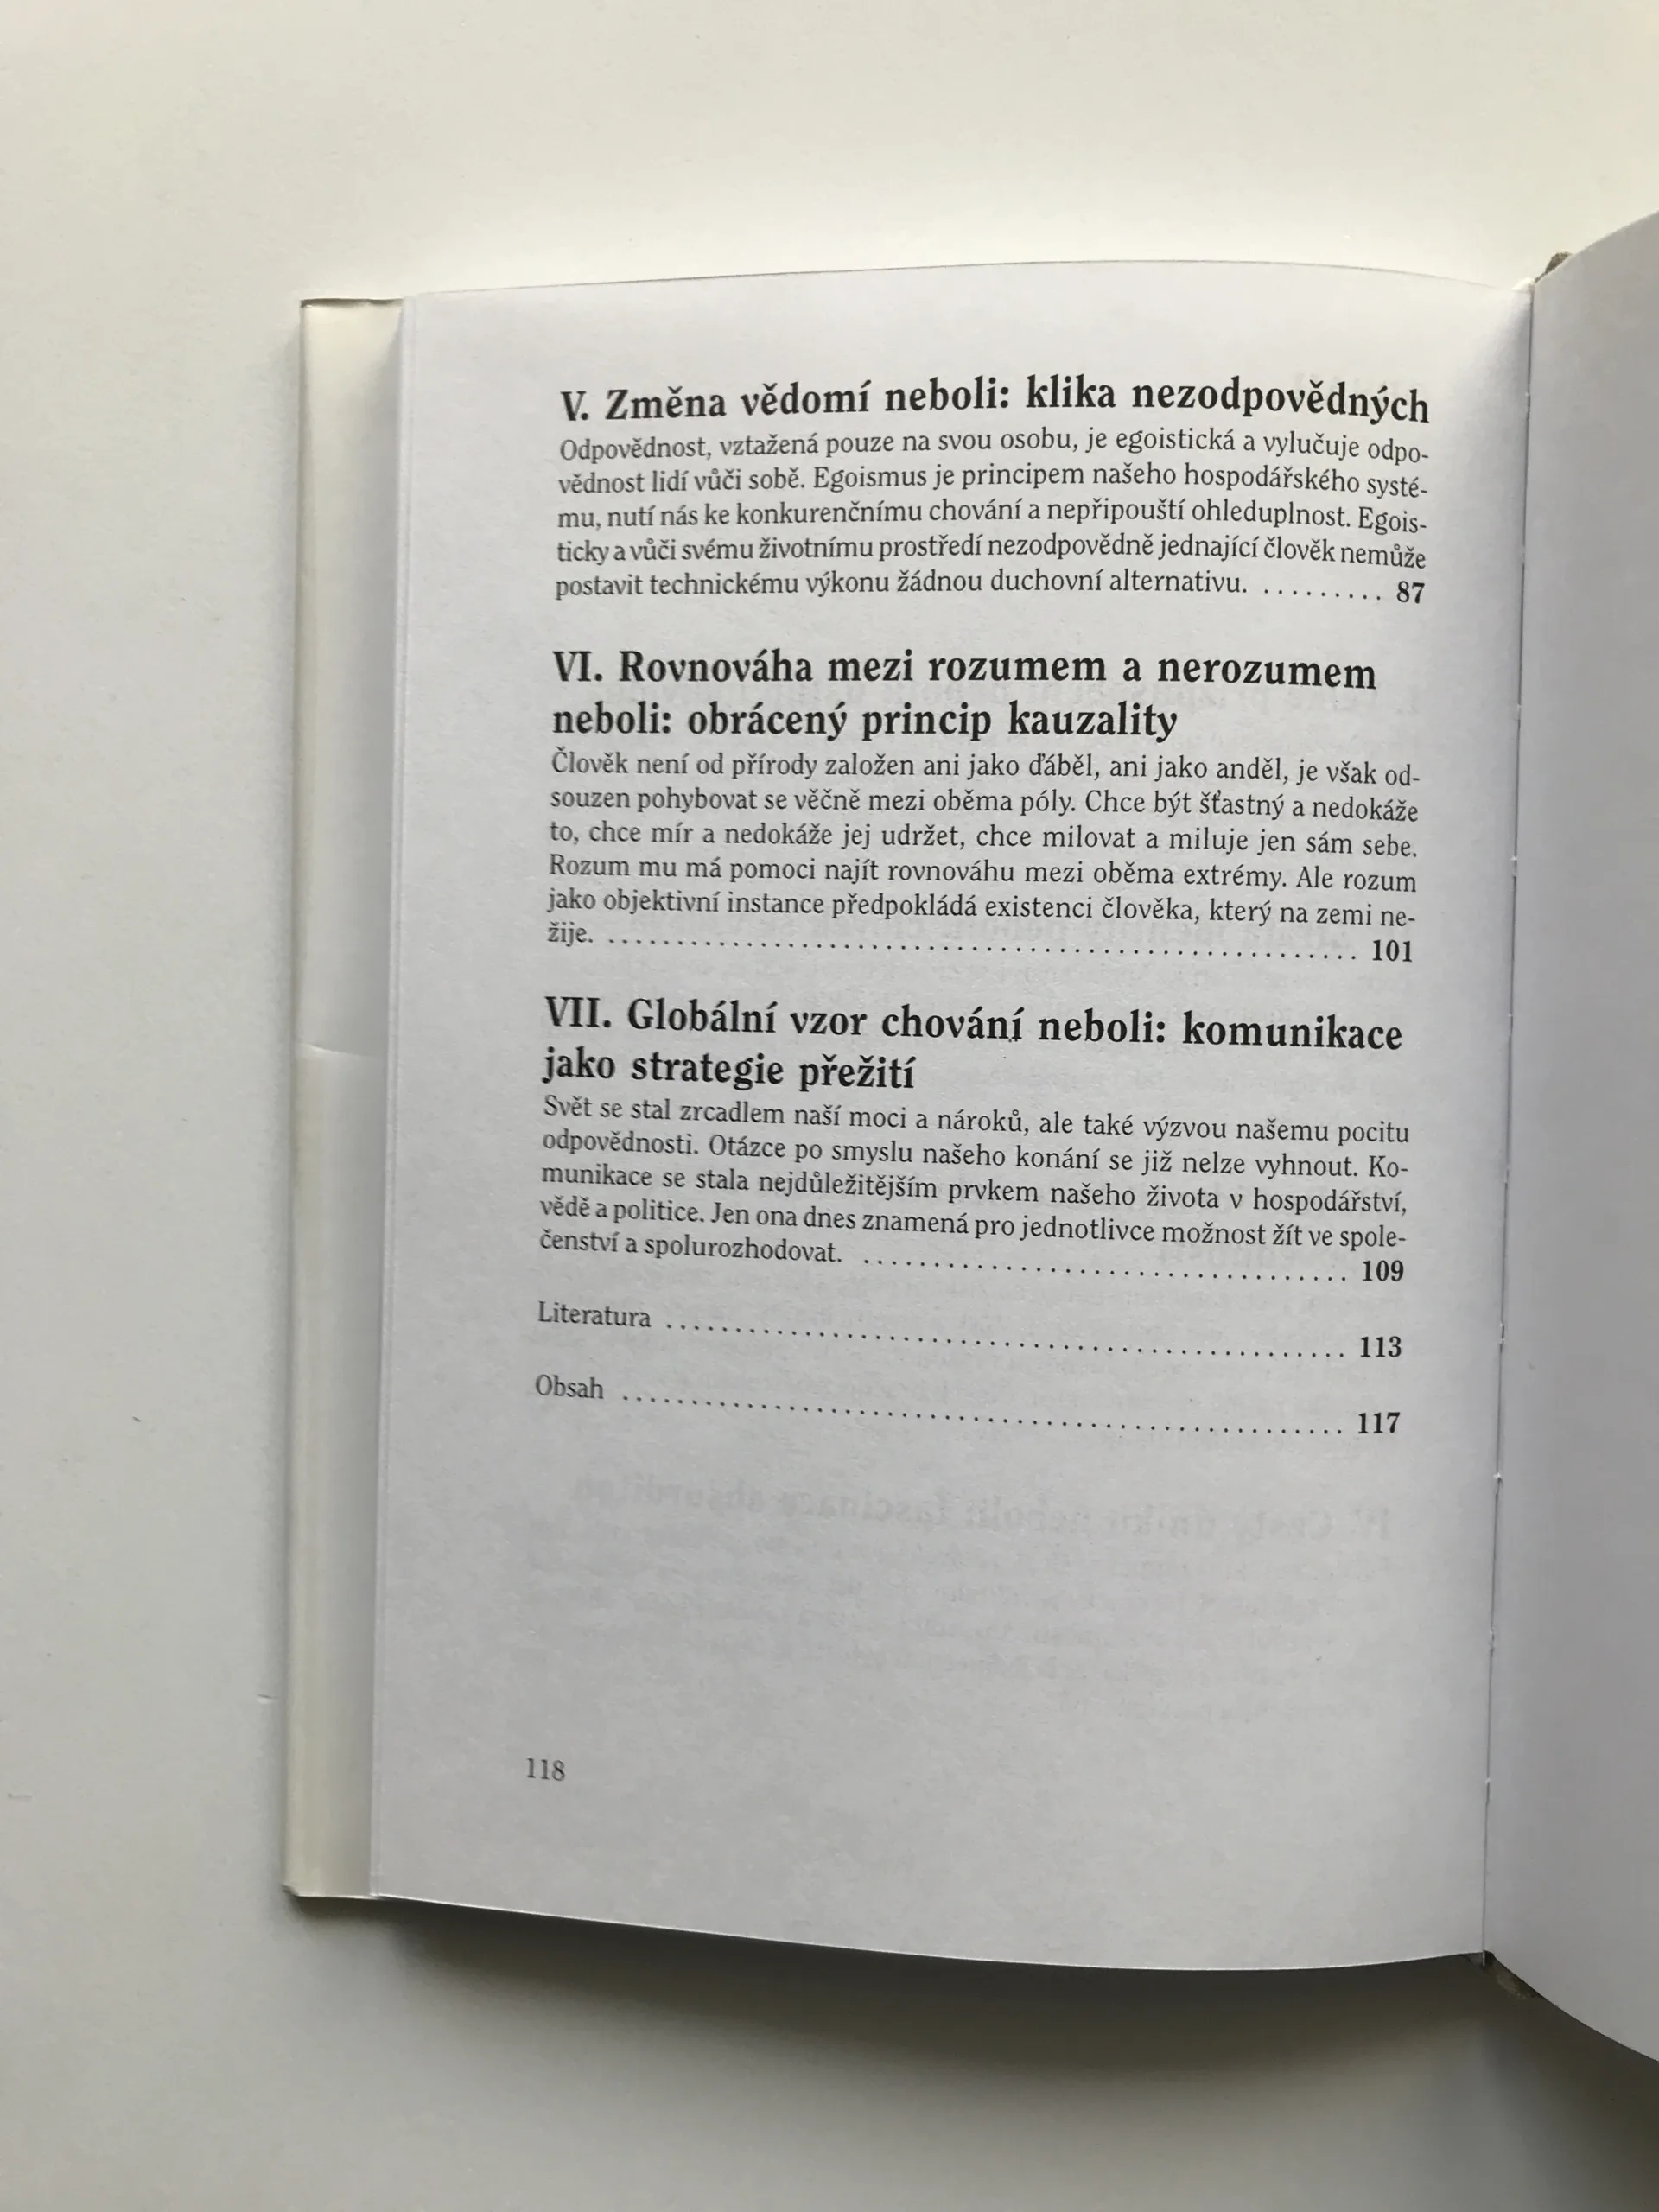 V. Změna vědomí neboli: klika nezodpovědných
Odpovědnost, vztažená pouze na svou osobu, je egoistická a vylučuje odpo-
vědnost lidí vůči sobě. Egoismus je principem našeho hospodářského systé-
mu, nutí nás ke konkurenčnímu chování a nepřipouští ohleduplnost. Egois-
ticky a vůči svému životnímu prostředí nezodpovědně jednající člověk nemůže
postavit technickému výkonu žádnou duchovní alternativu. .......... 87
VI. Rovnováha mezi rozumem a nerozumem
neboli: obrácený princip kauzality
Člověk není od přírody založen ani jako ďáběl, ani jako anděl, je však od-
souzen pohybovat se věčně mezi oběma póly. Chce být šťastný a nedokáže
to, chce mír a nedokáže jej udržet, chce milovat a miluje jen sám sebe.
Rozum mu má pomoci najít rovnováhu mezi oběma extrémy. Ale rozum
jako objektivní instance předpokládá existenci člověka, který na zemi ne-
žije. ........................................................ 101
VII. Globální vzor chování neboli: komunikace
jako strategie přežití
Svět se stal zrcadlem naší moci a nároků, ale také výzvou našemu pocitu
odpovědnosti. Otázce po smyslu našeho konání se již nelze vyhnout. Ko-
munikace se stala nejdůležitějším prvkem našeho života v hospodářství,
vědě a politice. Jen ona dnes znamená pro jednotlivce možnost žít ve spole-
čenství a spolurozhodovat. .................................... 109
Literatura .................................................. 113
Obsah ..................................................... 117
118